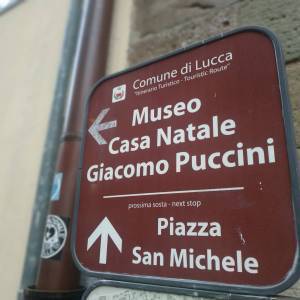 Comune di Lucca
"Itinerario Turistico - Touristic Route"
Museo
Casa Natale
Giacomo Puccini
prossima sosta - next stop
Piazza
San Michele